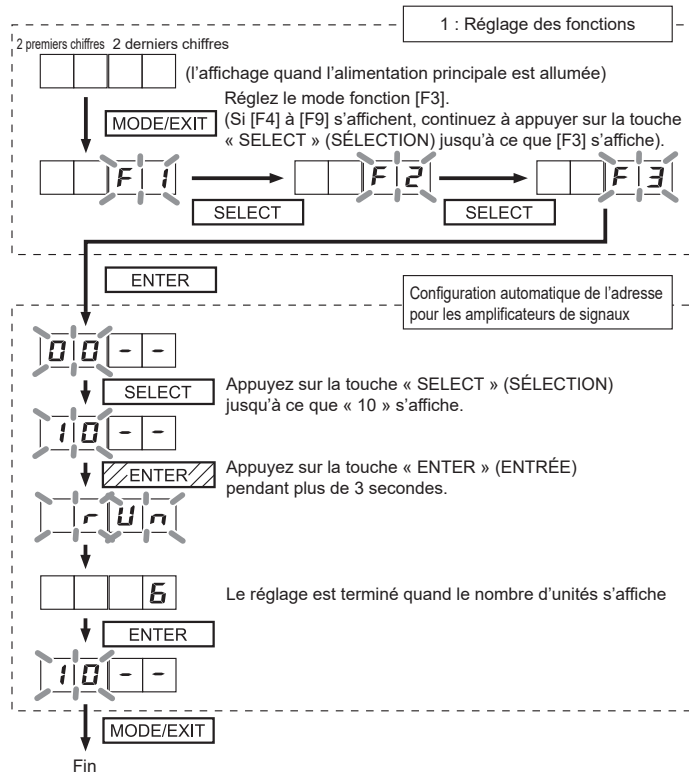 1 : Réglage des fonctions
2 premiers chiffres 2 derniers chiffres
(l'affichage quand l'alimentation principale est allumée)
Réglez le mode fonction [F3].
MODE/EXIT
(Si [F4] à [F9] s'affichent, continuez à appuyer sur la touche
« SELECT » (SÉLECTION) jusqu'à ce que [F3] s'affiche).
F 1
F 2
F 3
SELECT
SELECT
ENTER
Configuration automatique de l'adresse
pour les amplificateurs de signaux
0 0 - -
SELECT
Appuyez sur la touche « SELECT » (SÉLECTION)
jusqu'à ce que « 10 » s'affiche.
1 0 - -
ENTER
Appuyez sur la touche « ENTER » (ENTRÉE)
pendant plus de 3 secondes.
r U n
6
Le réglage est terminé quand le nombre d'unités s'affiche
ENTER
1 0 - -
MODE/EXIT
Fin